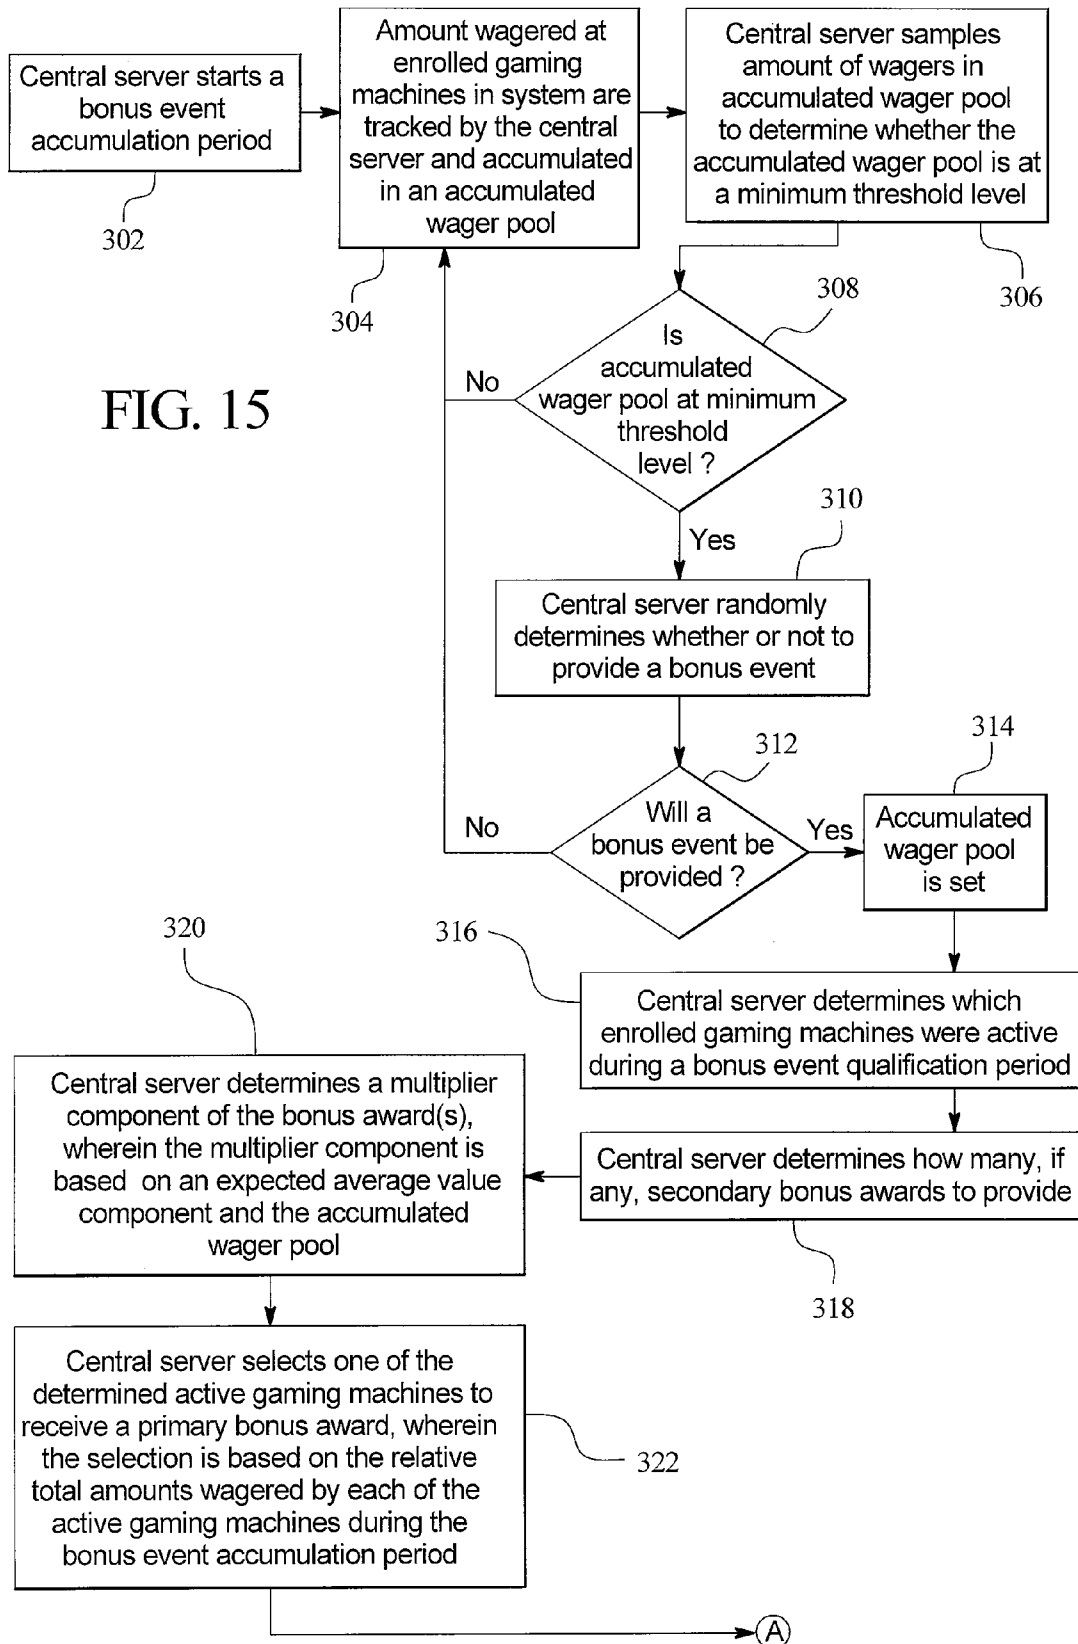 Central server starts a
bonus event
accumulation period
302
Amount wagered at
enrolled gaming
machines in system are
tracked by the central
server and accumulated
in an accumulated
wager pool
304
Central server samples
amount of wagers in
accumulated wager pool
to determine whether the
accumulated wager pool is at
a minimum threshold level
306
FIG. 15
308
Is
accumulated
wager pool at minimum
threshold
level ?
No
Yes
310
Central server randomly
determines whether or not to
provide a bonus event
312
Will a
bonus event be
provided ?
No
Yes
314
Accumulated
wager pool
is set
316
Central server determines which
enrolled gaming machines were active
during a bonus event qualification period
Central server determines how many, if
any, secondary bonus awards to provide
318
320
Central server determines a multiplier
component of the bonus award(s),
wherein the multiplier component is
based on an expected average value
component and the accumulated
wager pool
Central server selects one of the
determined active gaming machines to
receive a primary bonus award, wherein
the selection is based on the relative
total amounts wagered by each of the
active gaming machines during the
bonus event accumulation period
322
A